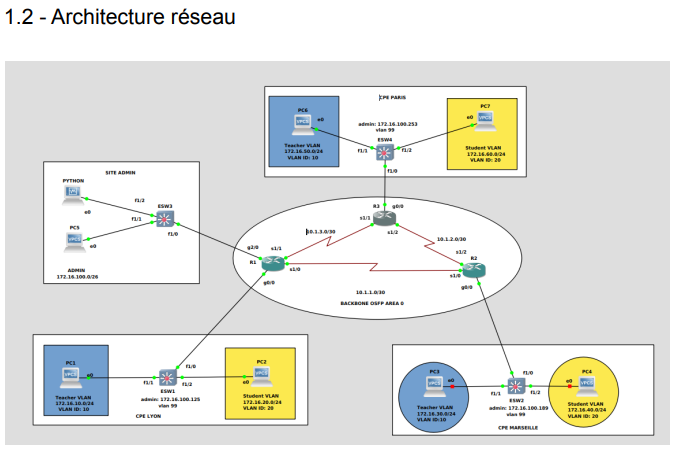 1.2 - Architecture réseau
CPE PARIS
PC6
e0
Teacher VLAN
172.16.50.0/24
VLAN ID: 10
admin: 172.16.100.253
vlan 99
ESW4
f1/1
f1/2
f1/0
PC7
e0
Student VLAN
172.16.60.0/24
VLAN ID: 20
SITE ADMIN
PYTHON
e0
f1/2
ESW3
f1/1
f1/0
PC5
e0
ADMIN
172.16.100.0/26
R3
g0/0
s1/1
s1/2
10.1.3.0/30
10.1.2.0/30
g2/0
s1/1
R1
s1/0
g0/0
s1/2
R2
s1/0
g0/0
10.1.1.0/30
BACKBONE OSFP AREA 0
PC1
e0
Teacher VLAN
172.16.10.0/24
VLAN ID: 10
f1/0
f1/1
f1/2
ESW1
admin: 172.16.100.125
vlan 99
CPE LYON
PC2
e0
Student VLAN
172.16.20.0/24
VLAN ID: 20
PC3
e0
Teacher VLAN
172.16.30.0/24
VLAN ID:10
f1/0
f1/1
f1/2
ESW2
admin: 172.16.100.189
vlan 99
CPE MARSEILLE
PC4
e0
Student VLAN
172.16.40.0/24
VLAN ID: 20